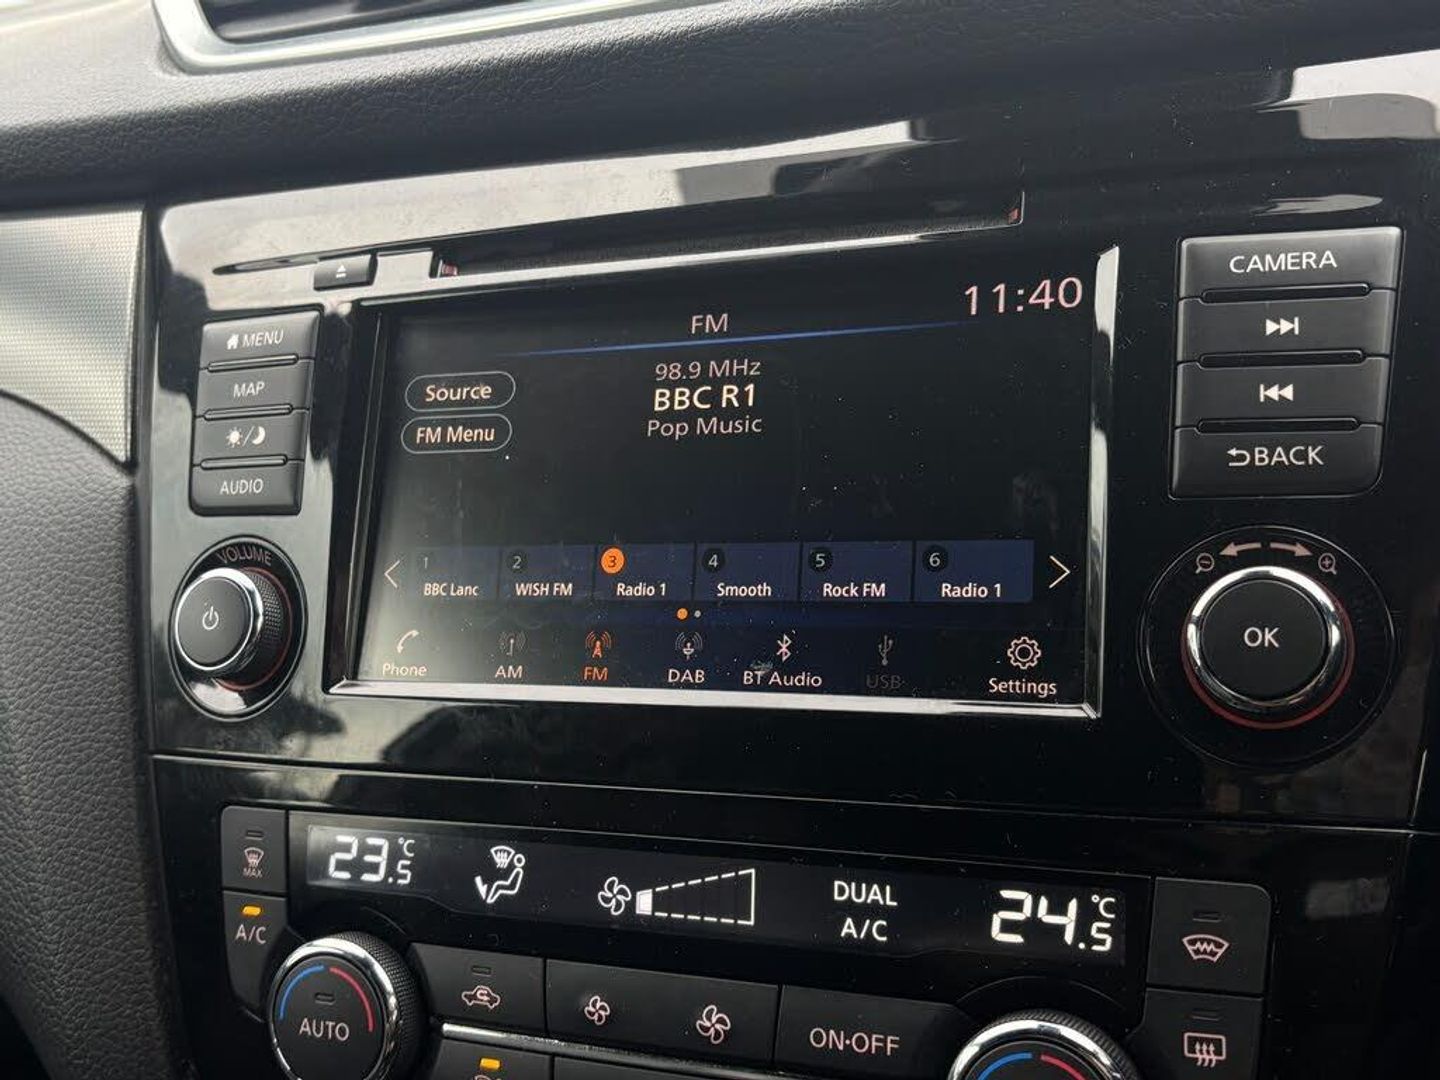 MENU
MAP
AUDIO
VOLUME
FM
11:40
98.9 MHz
BBC R1
Pop Music
Source
FM Menu
1
BBC Lanc
2
WISH FM
3
Radio 1
4
Smooth
5
Rock FM
6
Radio 1
Phone
AM
FM
DAB
BT Audio
USB
Settings
CAMERA
BACK
OK
MAX
A/C
23.5 °C
DUAL
A/C
24.5 °C
AUTO
ON·OFF